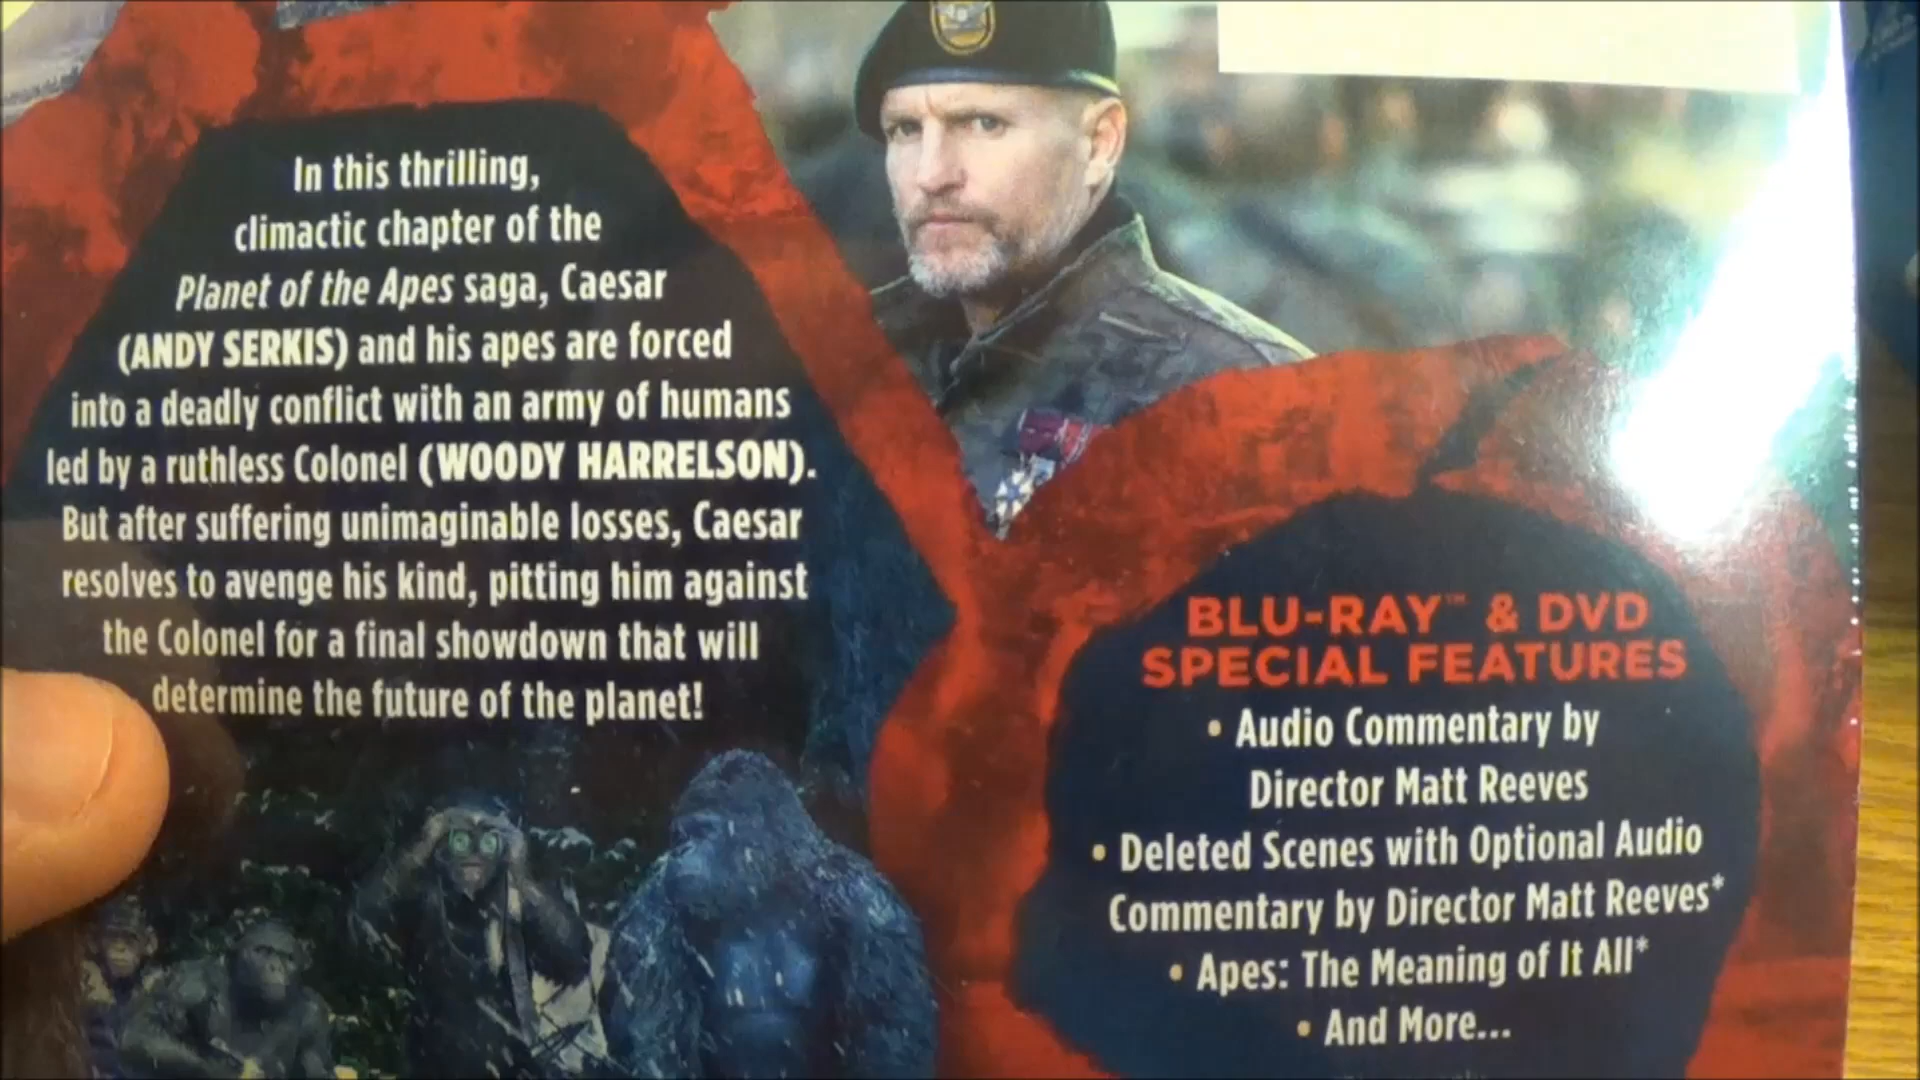 In this thrilling,
climactic chapter of the
Planet of the Apes saga, Caesar
(ANDY SERKIS) and his apes are forced
into a deadly conflict with an army of humans
led by a ruthless Colonel (WOODY HARRELSON).
But after suffering unimaginable losses, Caesar
resolves to avenge his kind, pitting him against
the Colonel for a final showdown that will
determine the future of the planet!
BLU-RAY™ & DVD
SPECIAL FEATURES
• Audio Commentary by
Director Matt Reeves
• Deleted Scenes with Optional Audio
Commentary by Director Matt Reeves*
• Apes: The Meaning of It All*
• And More...